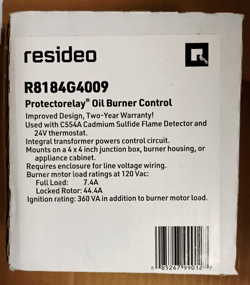 resideo
R8184G4009
Protectorelay® Oil Burner Control
Improved Design, Two-Year Warranty!
Used with C554A Cadmium Sulfide Flame Detector and
24V thermostat.
Integral transformer powers control circuit.
Mounts on a 4 x 4 inch junction box, burner housing, or
appliance cabinet.
Requires enclosure for line voltage wiring.
Burner motor load ratings at 120 Vac:
Full Load: 7.4A
Locked Rotor: 44.4A
Ignition rating: 360 VA in addition to burner motor load.